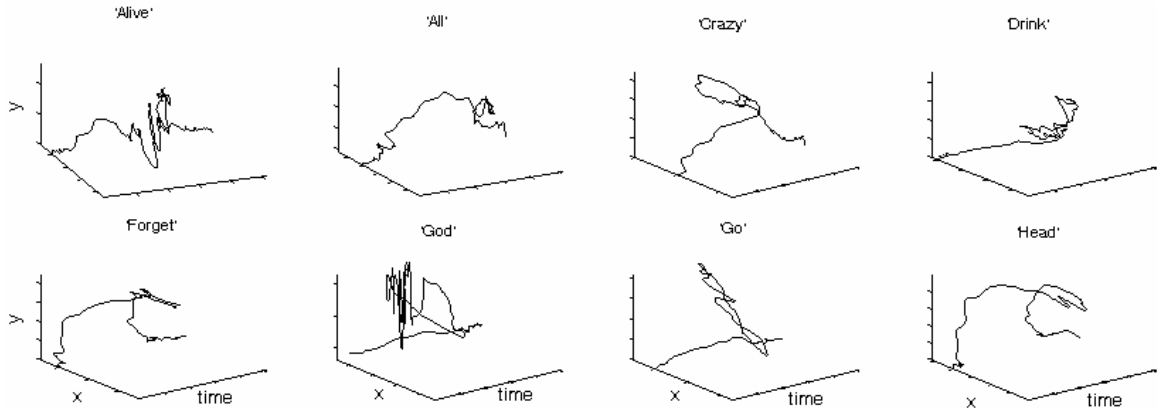 'Alive' 'All' 'Crazy' 'Drink'
y
'Forget' 'God' 'Go' 'Head'
y
x time x time x time x time